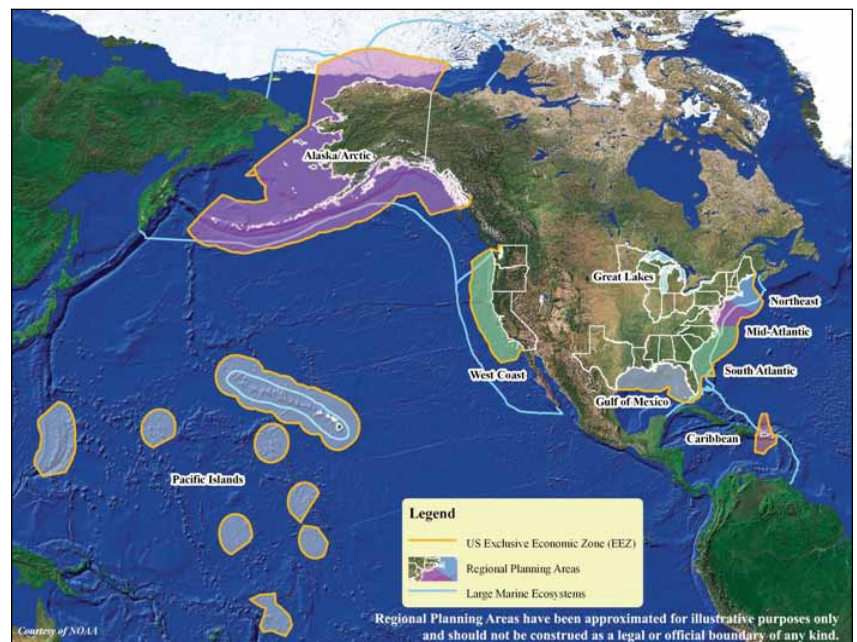 Alaska/Arctic
Great Lakes
Northeast
Mid-Atlantic
West Coast
South Atlantic
Gulf of Mexico
Caribbean
Pacific Islands
Legend
US Exclusive Economic Zone (EEZ)
Regional Planning Areas
Large Marine Ecosystems
Courtesy of NOAA
Regional Planning Areas have been approximated for illustrative purposes only
and should not be construed as a legal or official boundary of any kind.